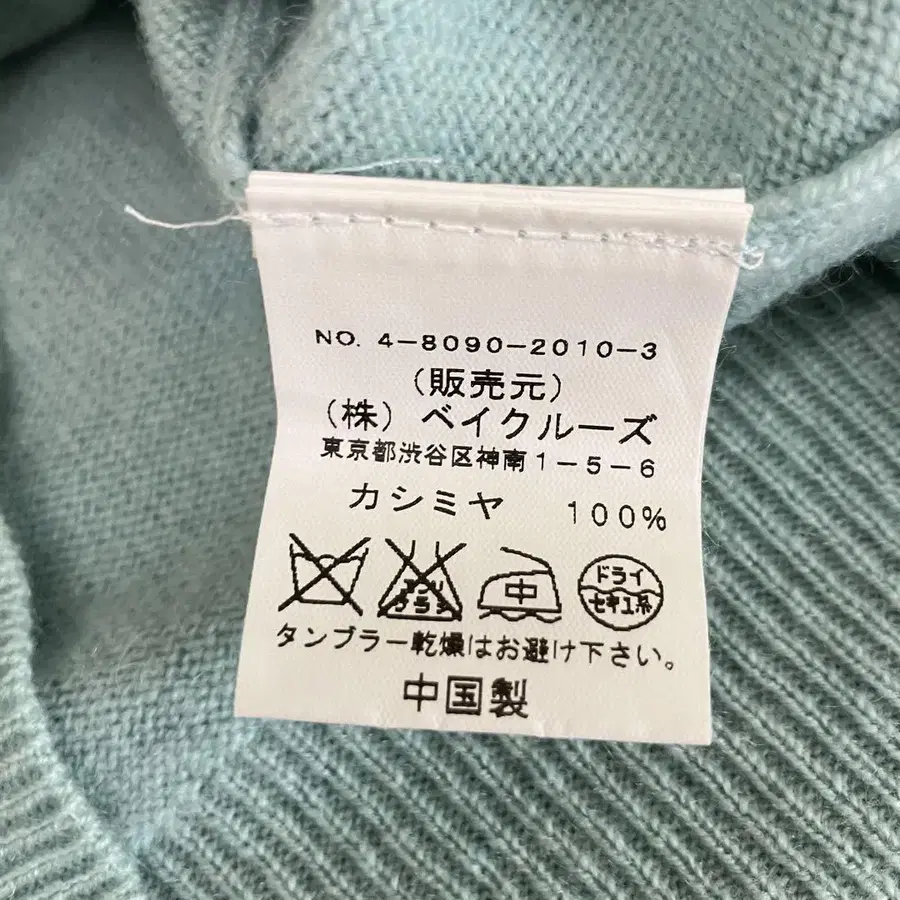 NO. 4-8090-2010-3
(販売元)
(株) ベイクルーズ
東京都渋谷区神南1-5-6
カシミヤ 100%
中 ドライ
セキユ系
タンブラー乾燥はお避け下さい。
中国製